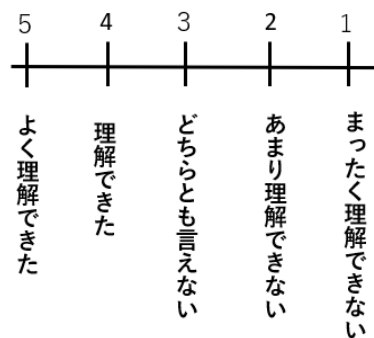 5 4 3 2 1
よく理解できた
理解できた
どちらとも言えない
あまり理解できない
まったく理解できない